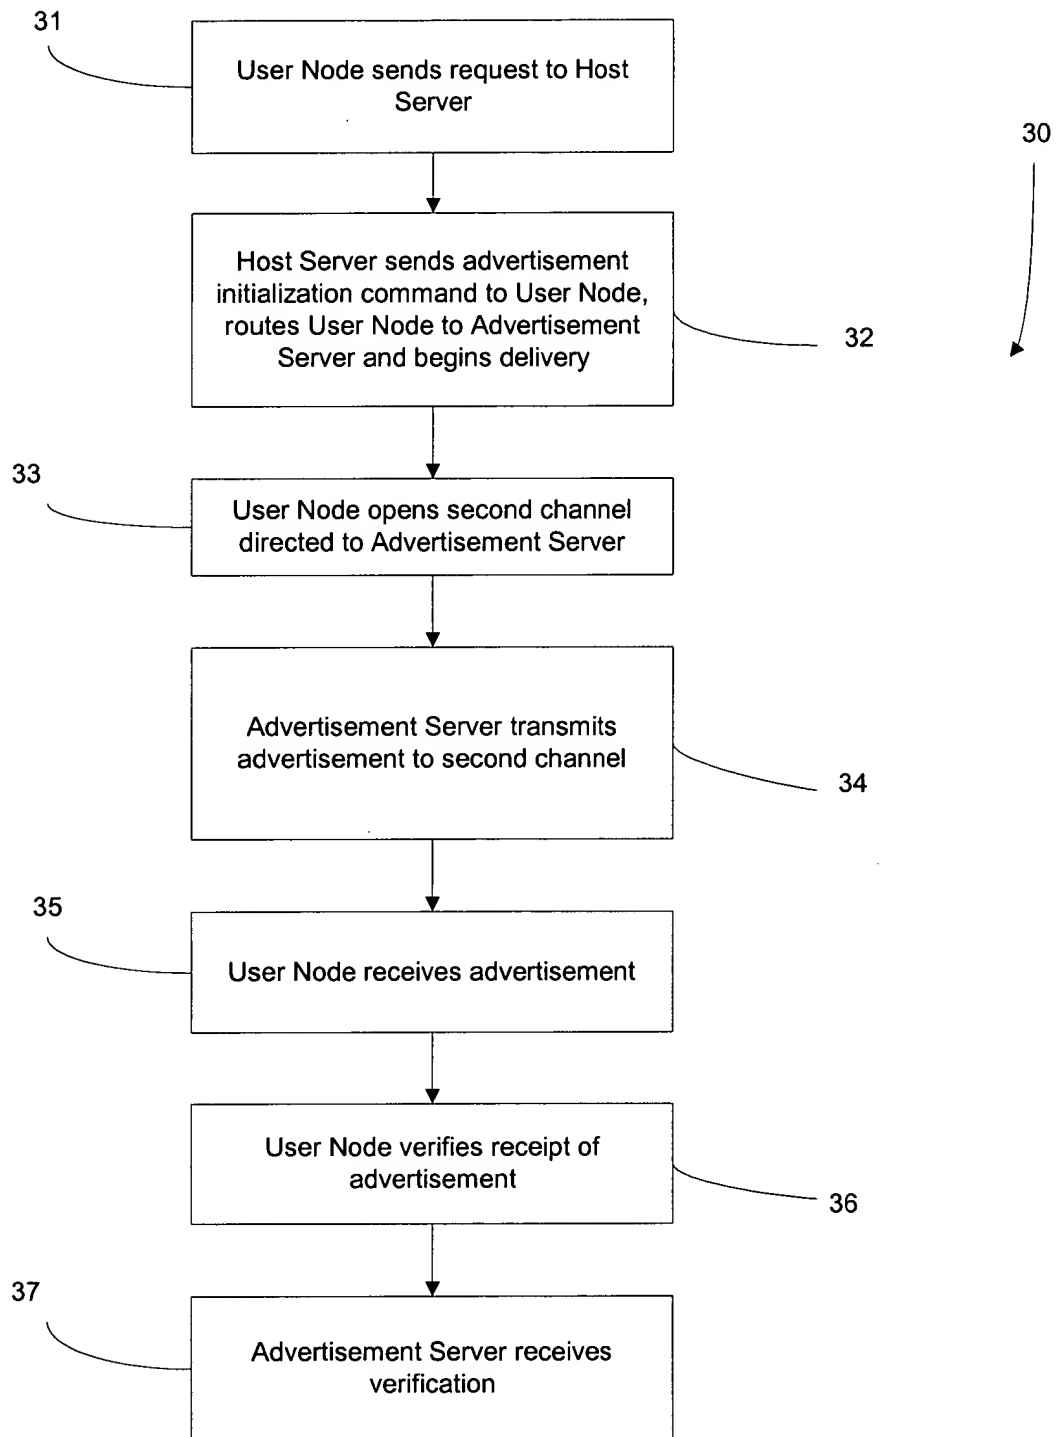 31
User Node sends request to Host
Server
30
Host Server sends advertisement
initialization command to User Node,
routes User Node to Advertisement
Server and begins delivery
32
33
User Node opens second channel
directed to Advertisement Server
Advertisement Server transmits
advertisement to second channel
34
35
User Node receives advertisement
User Node verifies receipt of
advertisement
36
37
Advertisement Server receives
verification